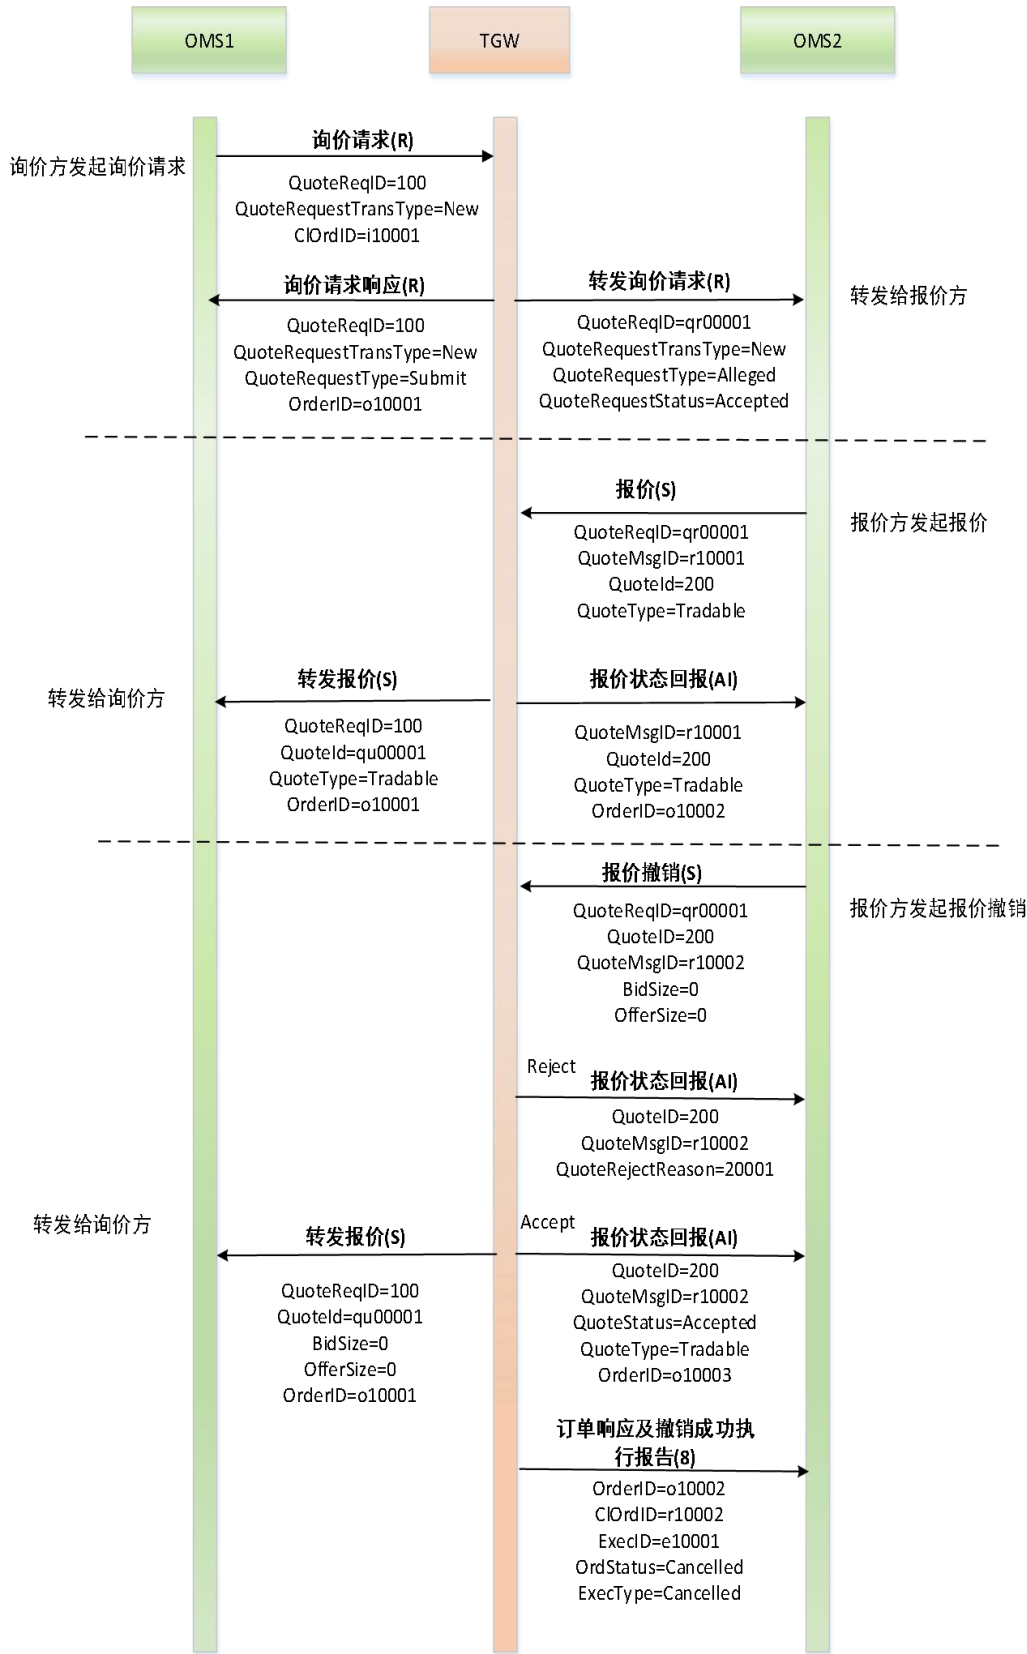 OMS1
TGW
OMS2
询价请求(R)
询价方发起询价请求
QuoteReqID=100
QuoteRequestTransType=New
ClOrdID=i10001
询价请求响应(R)
转发询价请求(R)
转发给报价方
QuoteReqID=100
QuoteRequestTransType=New
QuoteRequestType=Submit
OrderID=o10001
QuoteReqID=qr00001
QuoteRequestTransType=New
QuoteRequestType=Alleged
QuoteRequestStatus=Accepted
报价(S)
报价方发起报价
QuoteReqID=qr00001
QuoteMsgID=r10001
QuoteId=200
QuoteType=Tradable
转发给询价方
转发报价(S)
报价状态回报(AI)
QuoteReqID=100
QuoteId=qu00001
QuoteType=Tradable
OrderID=o10001
QuoteMsgID=r10001
QuoteId=200
QuoteType=Tradable
OrderID=o10002
报价撤销(S)
报价方发起报价撤销
QuoteReqID=qr00001
QuoteID=200
QuoteMsgID=r10002
BidSize=0
OfferSize=0
Reject
报价状态回报(AI)
QuoteID=200
QuoteMsgID=r10002
QuoteRejectReason=20001
转发给询价方
转发报价(S)
Accept
报价状态回报(AI)
QuoteReqID=100
QuoteId=qu00001
BidSize=0
OfferSize=0
OrderID=o10001
QuoteID=200
QuoteMsgID=r10002
QuoteStatus=Accepted
QuoteType=Tradable
OrderID=o10003
订单响应及撤销成功执
行报告(8)
OrderID=o10002
ClOrdID=r10002
ExecID=e10001
OrdStatus=Cancelled
ExecType=Cancelled